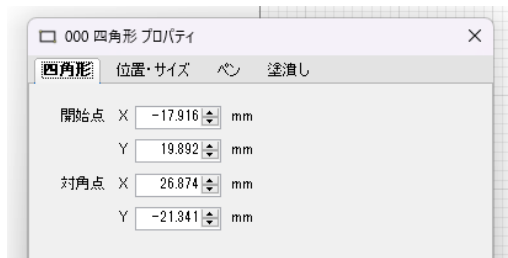 000 四角形 プロパティ
四角形 位置・サイズ ペン 塗潰し
開始点 X -17.916 mm
Y 19.892 mm
対角点 X 26.874 mm
Y -21.341 mm